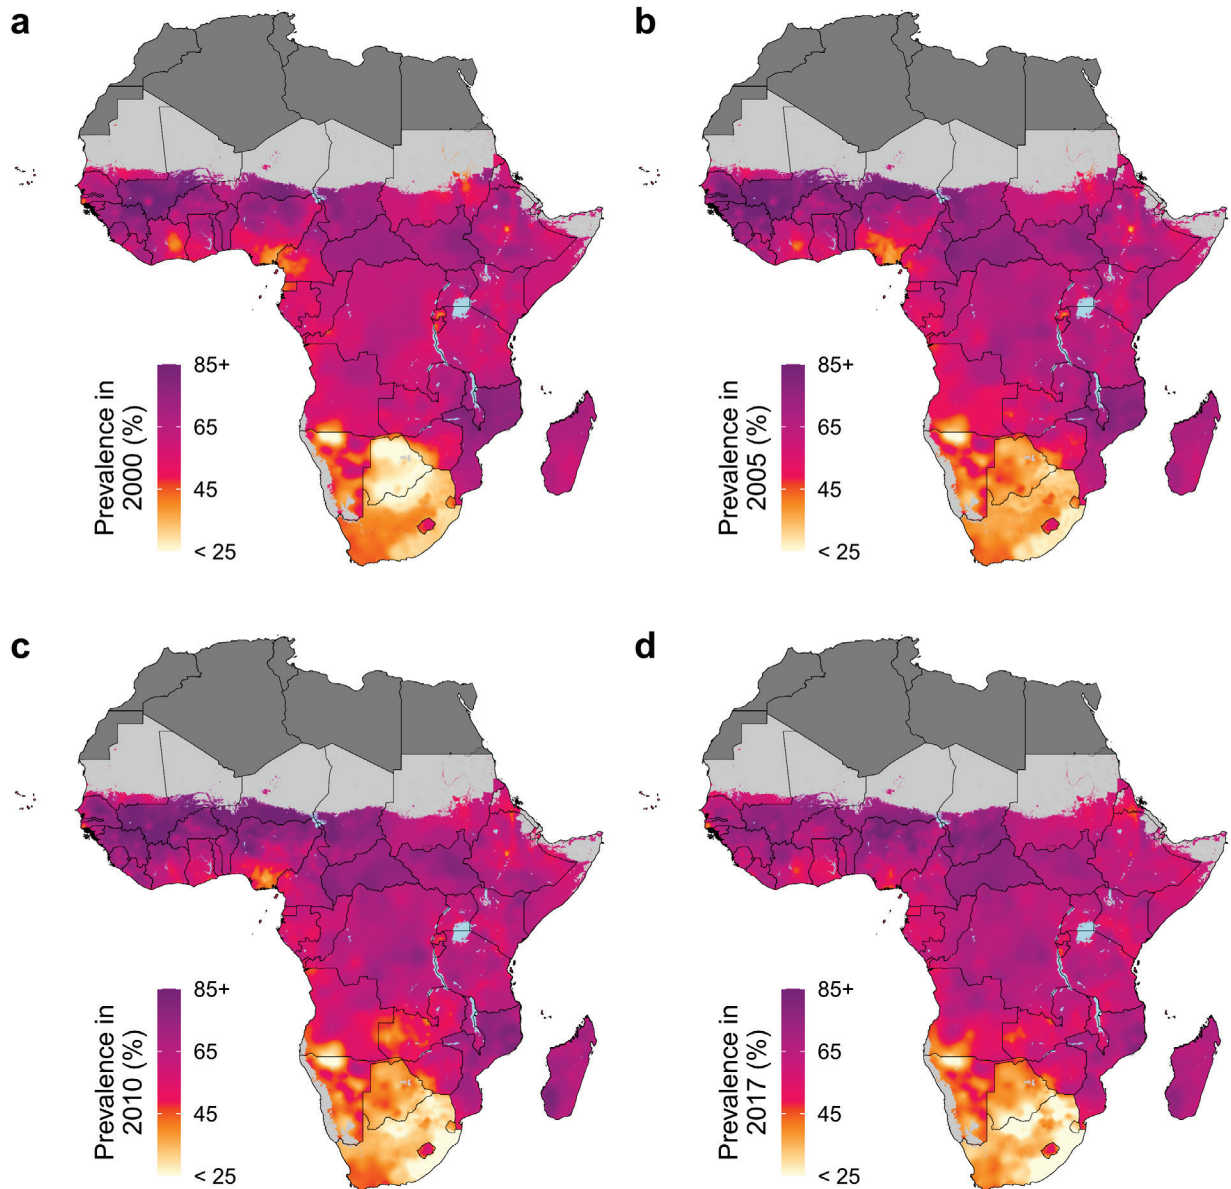 a
Prevalence in
2000 (%)
85+
65
45
< 25
b
Prevalence in
2005 (%)
85+
65
45
< 25
c
Prevalence in
2010 (%)
85+
65
45
< 25
d
Prevalence in
2017 (%)
85+
65
45
< 25